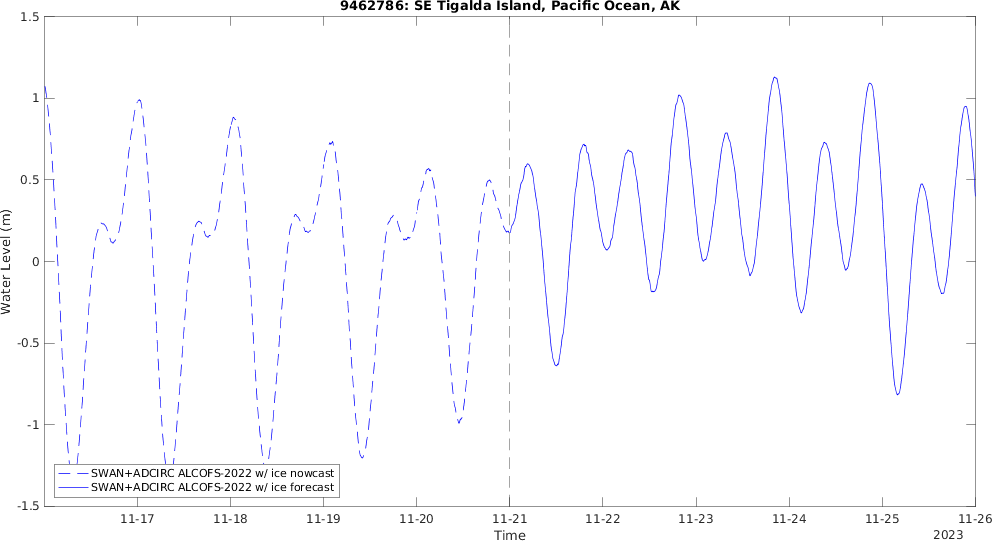 9462786: SE Tigalda Island, Pacific Ocean, AK
1.5
1
0.5
0
-0.5
-1
-1.5
Water Level (m)
SWAN+ADCIRC ALCOFS-2022 w/ ice nowcast
SWAN+ADCIRC ALCOFS-2022 w/ ice forecast
11-17 11-18 11-19 11-20 11-21 11-22 11-23 11-24 11-25 11-26
Time
2023